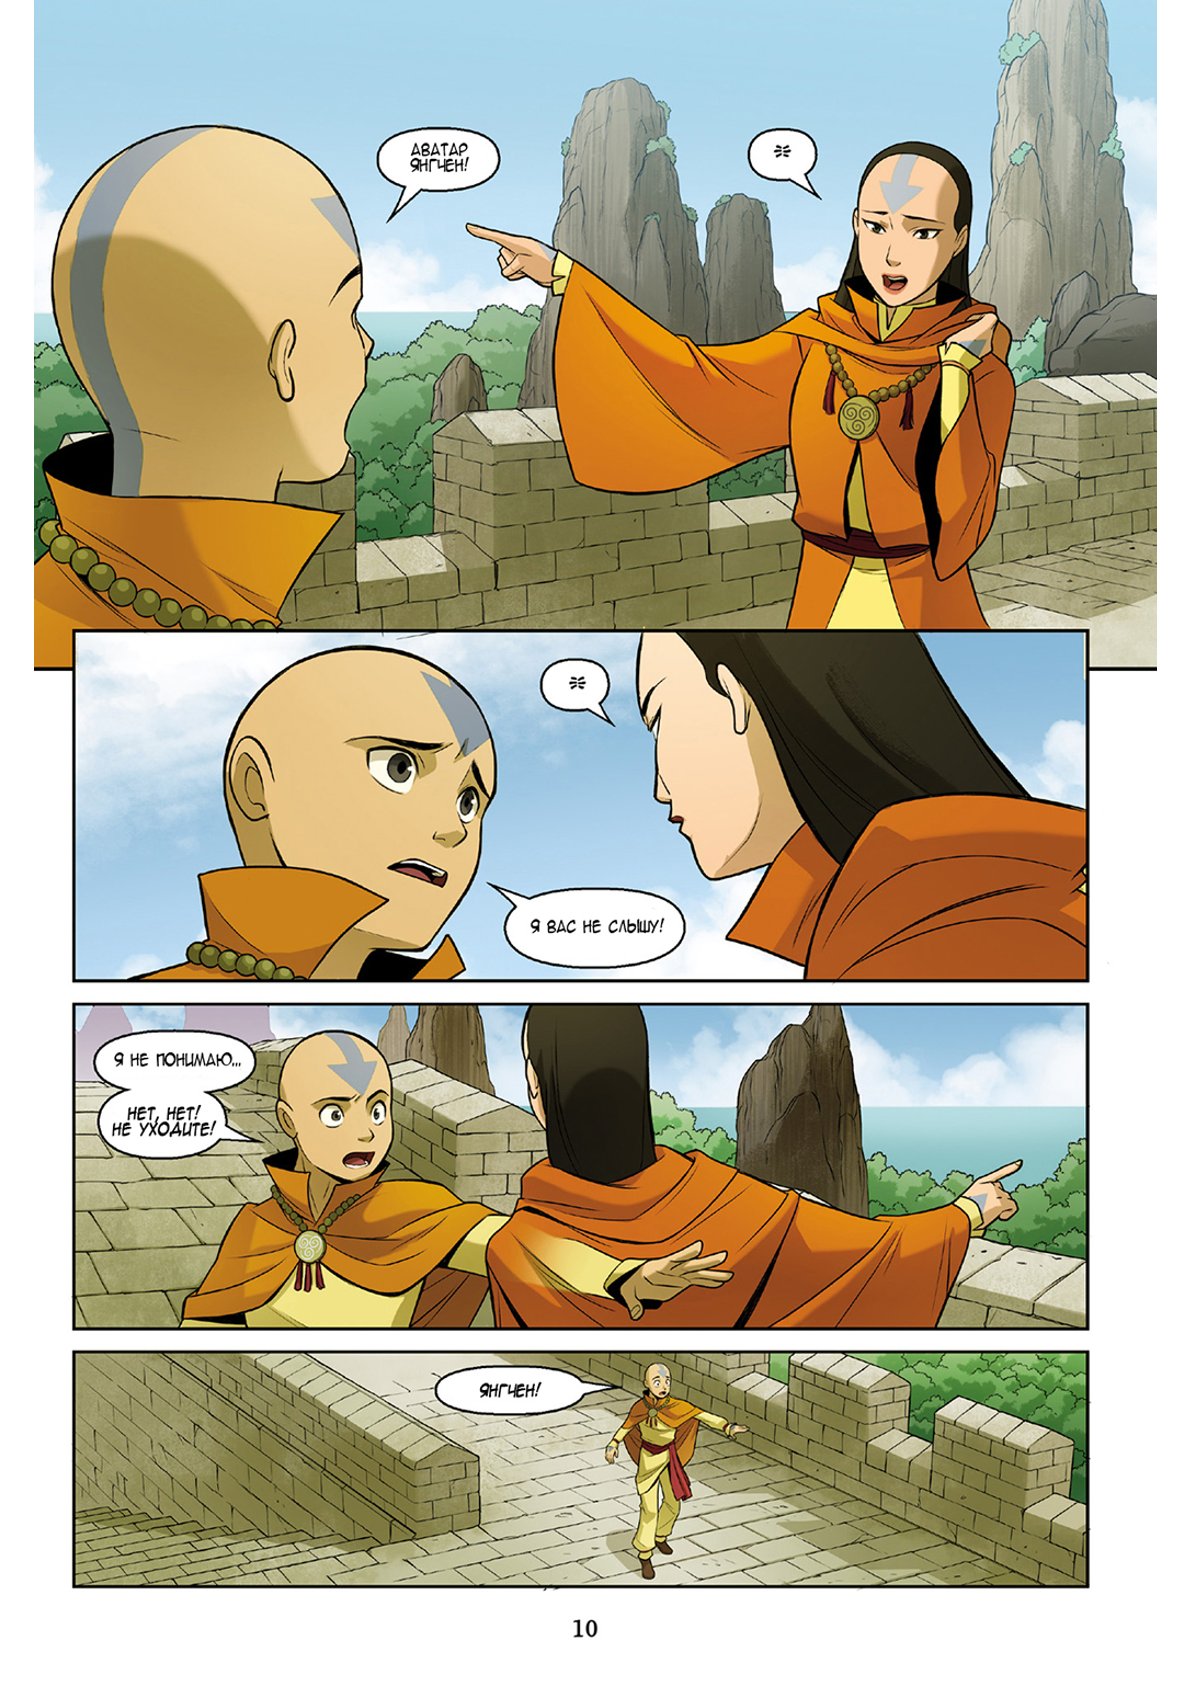 АВАТАР
ЯНГЧЕН!
Я ВАС НЕ СЛЫШУ!
Я НЕ ПОНИМАЮ...
НЕТ, НЕТ!
НЕ УХОДИТЕ!
ЯНГЧЕН!
10